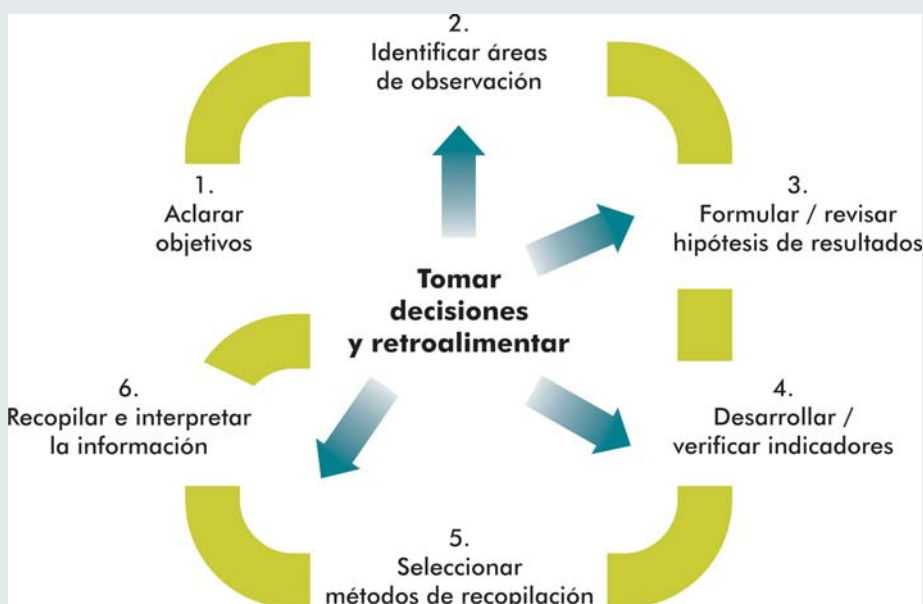 1.
Aclarar
objetivos
2.
Identificar áreas
de observación
3.
Formular / revisar
hipótesis de resultados
4.
Desarrollar /
verificar indicadores
5.
Seleccionar
métodos de recopilación
6.
Recopilar e interpretar
la información
Tomar
decisiones
y retroalimentar